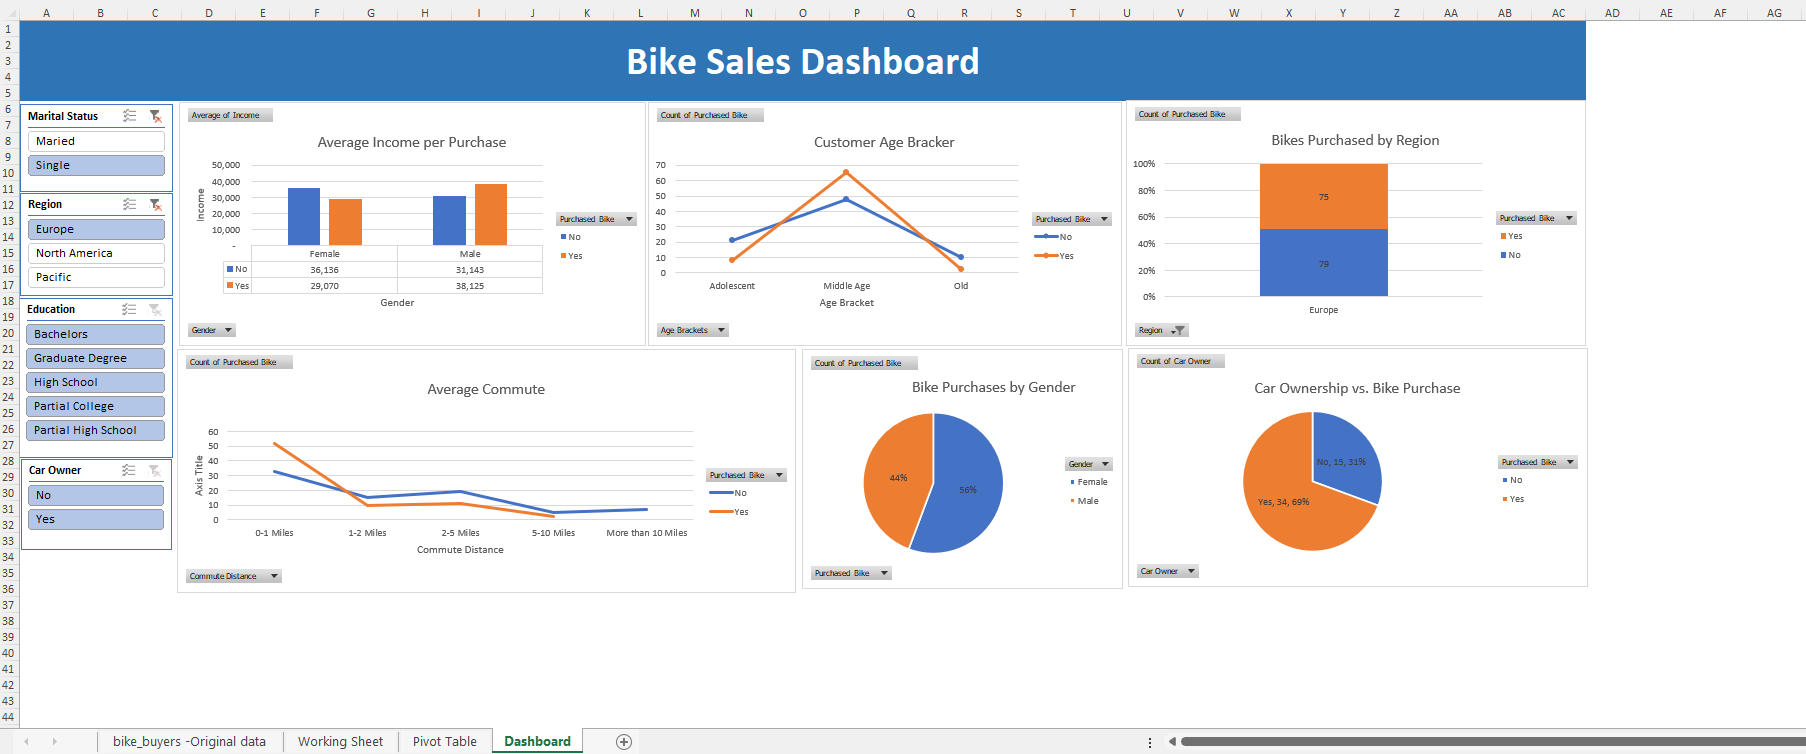 A B C D E F G H I J K L M N O P Q R S T U V W X Y Z AA AB AC AD AE AF AG
1
2
3
4
5
6
7
8
9
10
11
12
13
14
15
16
17
18
19
20
21
22
23
24
25
26
27
28
29
30
31
32
33
34
35
36
37
38
39
40
41
42
43
44
Bike Sales Dashboard
Marital Status
Maried
Single
Region
Europe
North America
Pacific
Education
Bachelors
Graduate Degree
High School
Partial College
Partial High School
Car Owner
No
Yes
Average of Income
Average Income per Purchase
50,000
40,000
30,000
20,000
10,000
-
Income
Female Male
No 36,136 31,143
Yes 29,070 38,125
Gender
Purchased Bike
No
Yes
Gender
Count of Purchased Bike
Customer Age Bracker
70
60
50
40
30
20
10
0
Adolescent Middle Age Old
Age Bracket
Purchased Bike
No
Yes
Age Brackets
Count of Purchased Bike
Bikes Purchased by Region
100%
80%
60%
40%
20%
0%
75
79
Europe
Purchased Bike
Yes
No
Region
Count of Purchased Bike
Average Commute
60
50
40
30
20
10
0
Axis Title
0-1 Miles 1-2 Miles 2-5 Miles 5-10 Miles More than 10 Miles
Commute Distance
Purchased Bike
No
Yes
Commute Distance
Count of Purchased Bike
Bike Purchases by Gender
44%
56%
Gender
Female
Male
Purchased Bike
Count of Car Owner
Car Ownership vs. Bike Purchase
No, 15, 31%
Yes, 34, 69%
Purchased Bike
No
Yes
Car Owner
bike_buyers -Original data Working Sheet Pivot Table Dashboard